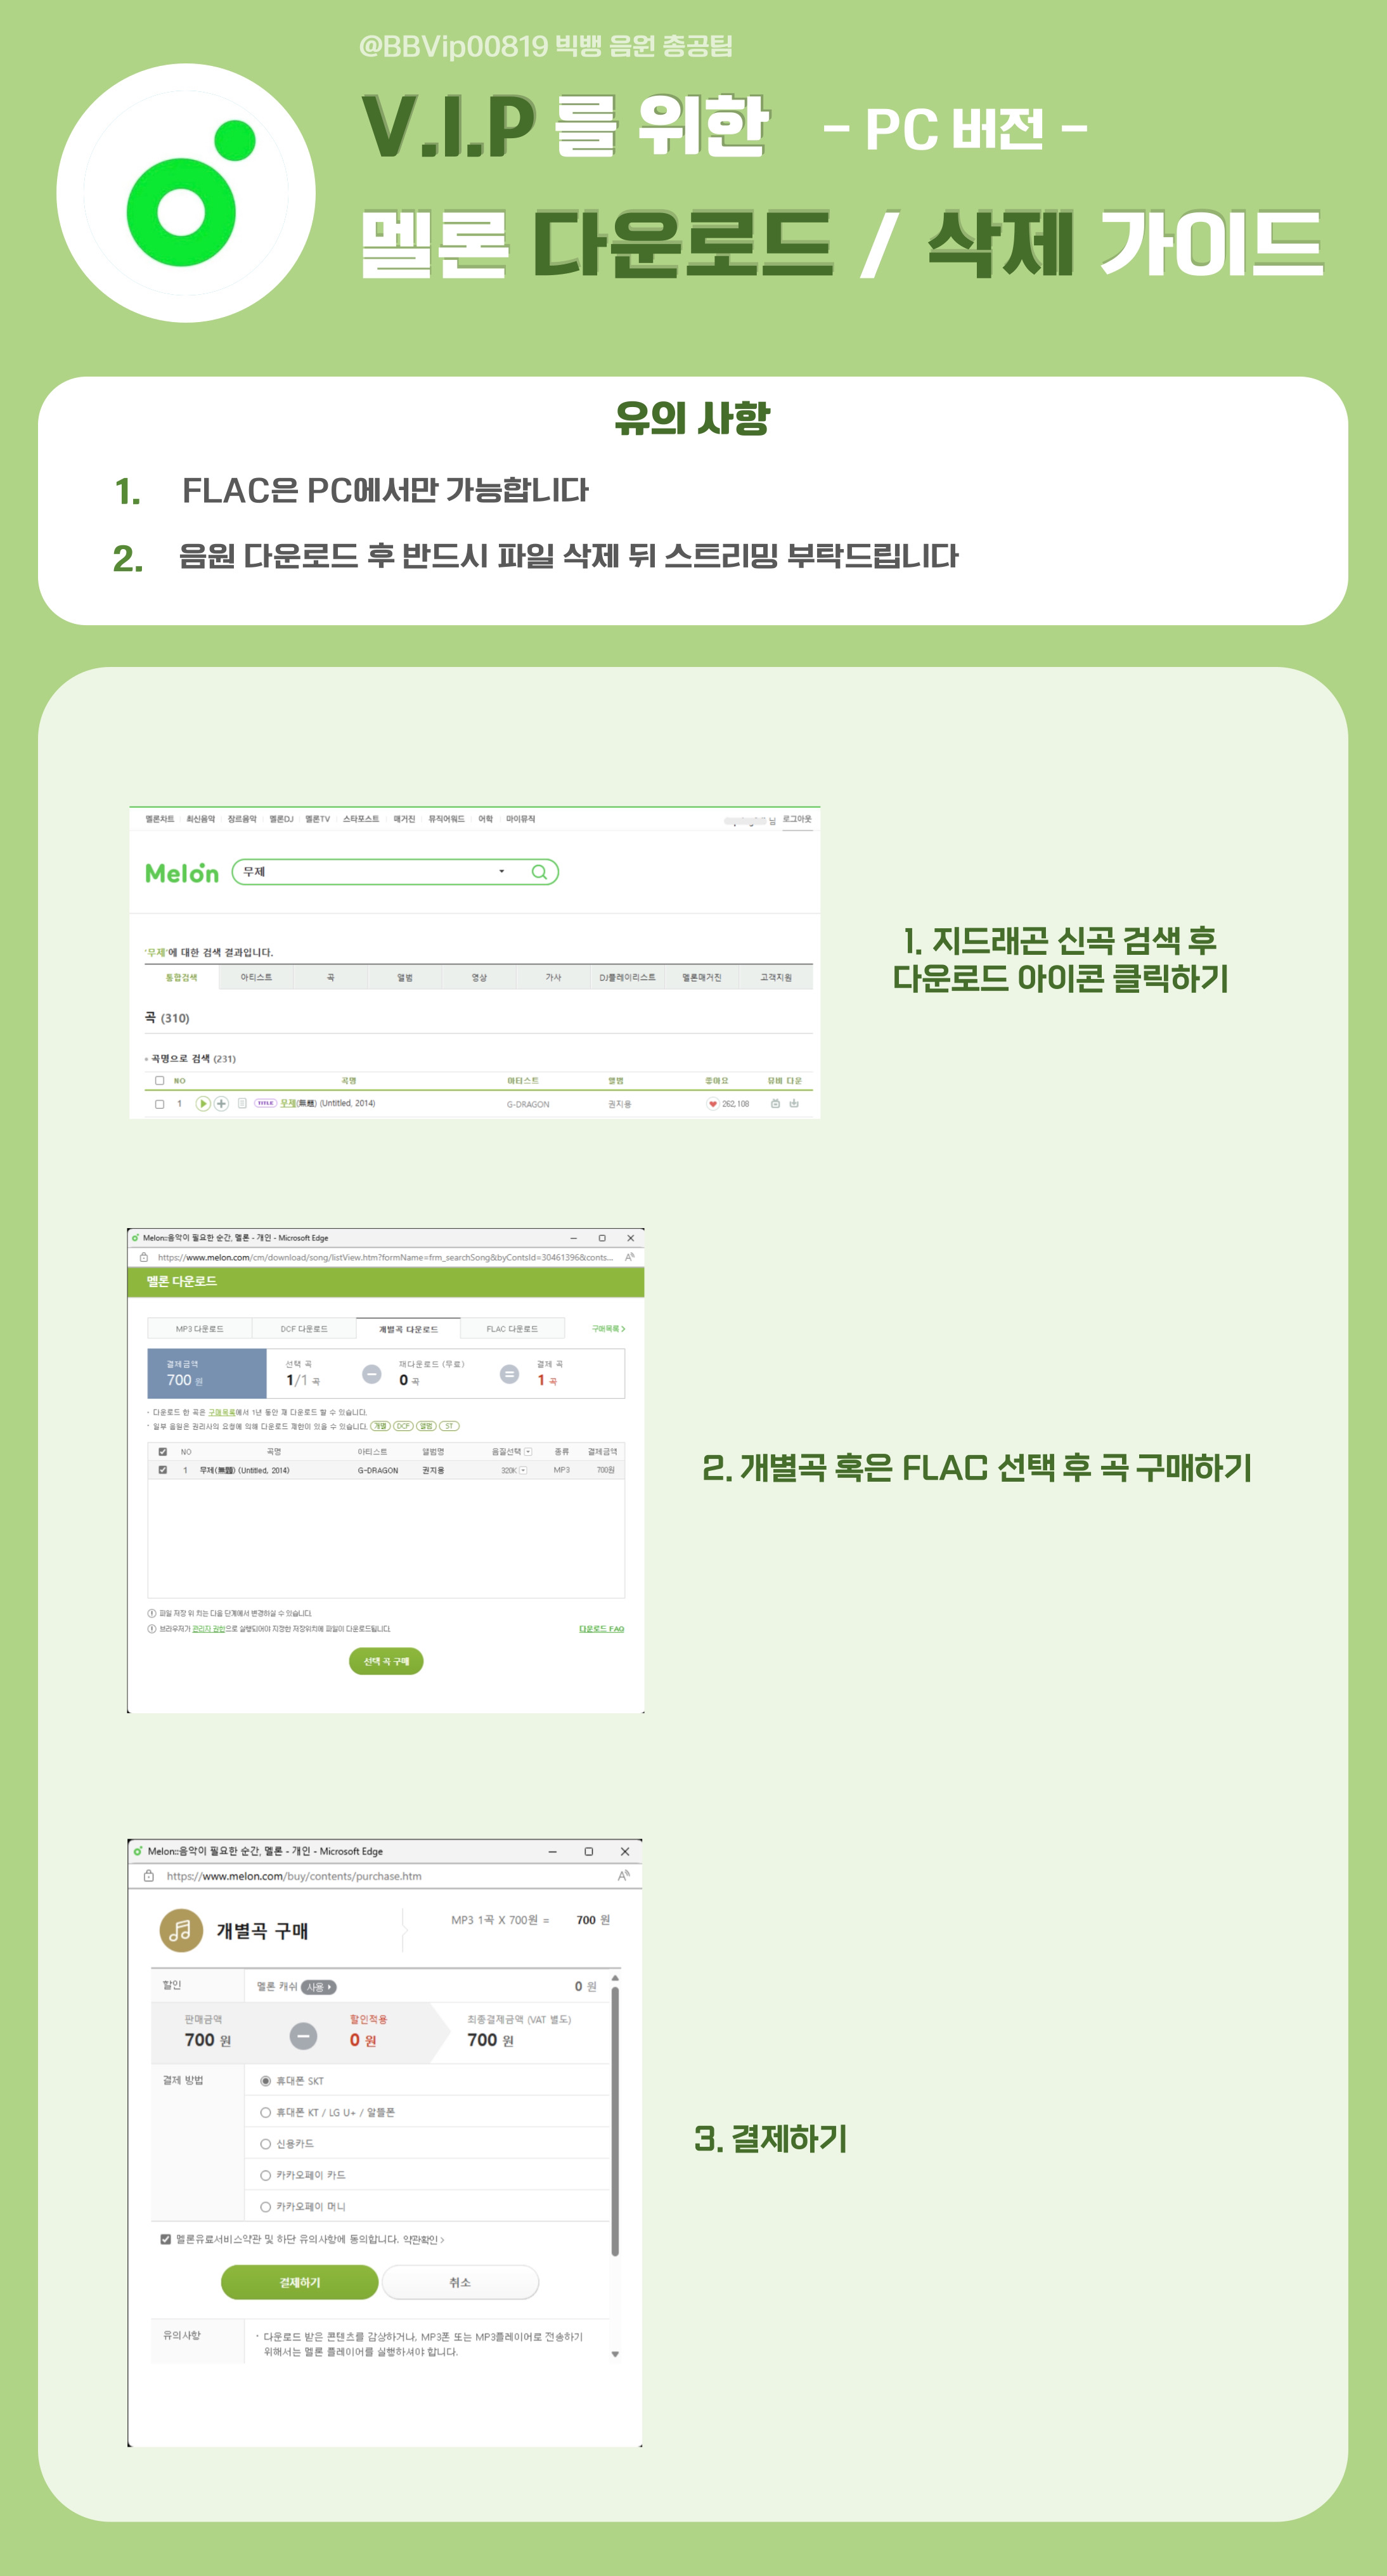 @BBVip00819 빅뱅 음원 총공팀
V.I.P 를 위한 - PC 버전 -
멜론 다운로드 / 삭제 가이드
유의 사항
1. FLAC은 PC에서만 가능합니다
2. 음원 다운로드 후 반드시 파일 삭제 뒤 스트리밍 부탁드립니다
멜론차트 최신음악 장르음악 멜론DJ 멜론TV 스타포스트 매거진 뮤직어워드 어학 마이뮤직 님 로그아웃
Melon 무제
'무제'에 대한 검색 결과입니다.
통합검색 아티스트 곡 앨범 영상 가사 DJ플레이리스트 멜론매거진 고객지원
곡 (310)
곡명으로 검색 (231)
NO 곡명 아티스트 앨범 좋아요 뮤비 다운
1 TITLE 무제(無題) (Untitled, 2014) G-DRAGON 권지용 262,108
1. 지드래곤 신곡 검색 후
다운로드 아이콘 클릭하기
Melon::음악이 필요한 순간, 멜론 - 개인 - Microsoft Edge
https://www.melon.com/cm/download/song/listView.htm?formName=frm_searchSong&byContsId=30461396&conts...
멜론 다운로드
MP3 다운로드 DCF 다운로드 개별곡 다운로드 FLAC 다운로드 구매목록 >
결제금액 선택 곡 재다운로드 (무료) 결제 곡
700 원 1/1 곡 - 0 곡 = 1 곡
- 다운로드 한 곡은 구매목록에서 1년 동안 재 다운로드 할 수 있습니다.
- 일부 음원은 권리사의 요청에 의해 다운로드 제한이 있을 수 있습니다. 개별 DCF 앨범 ST
NO 곡명 아티스트 앨범명 음질선택 종류 결제금액
1 무제(無題) (Untitled, 2014) G-DRAGON 권지용 320K MP3 700원
파일 저장 위 치는 다음 단계에서 변경하실 수 있습니다.
브라우저가 관리자 권한으로 실행되어야 지정한 저장위치에 파일이 다운로드됩니다. 다운로드 FAQ
선택 곡 구매
2. 개별곡 혹은 FLAC 선택 후 곡 구매하기
Melon::음악이 필요한 순간, 멜론 - 개인 - Microsoft Edge
https://www.melon.com/buy/contents/purchase.htm
개별곡 구매 MP3 1곡 X 700원 = 700 원
할인 멜론 캐쉬 사용 0 원
판매금액 할인적용 최종결제금액 (VAT 별도)
700 원 - 0 원 700 원
결제 방법 휴대폰 SKT
휴대폰 KT / LG U+ / 알뜰폰
신용카드
카카오페이 카드
카카오페이 머니
멜론유료서비스약관 및 하단 유의사항에 동의합니다. 약관확인 >
결제하기 취소
유의사항 - 다운로드 받은 콘텐츠를 감상하거나, MP3폰 또는 MP3플레이어로 전송하기
위해서는 멜론 플레이어를 실행하셔야 합니다.
3. 결제하기